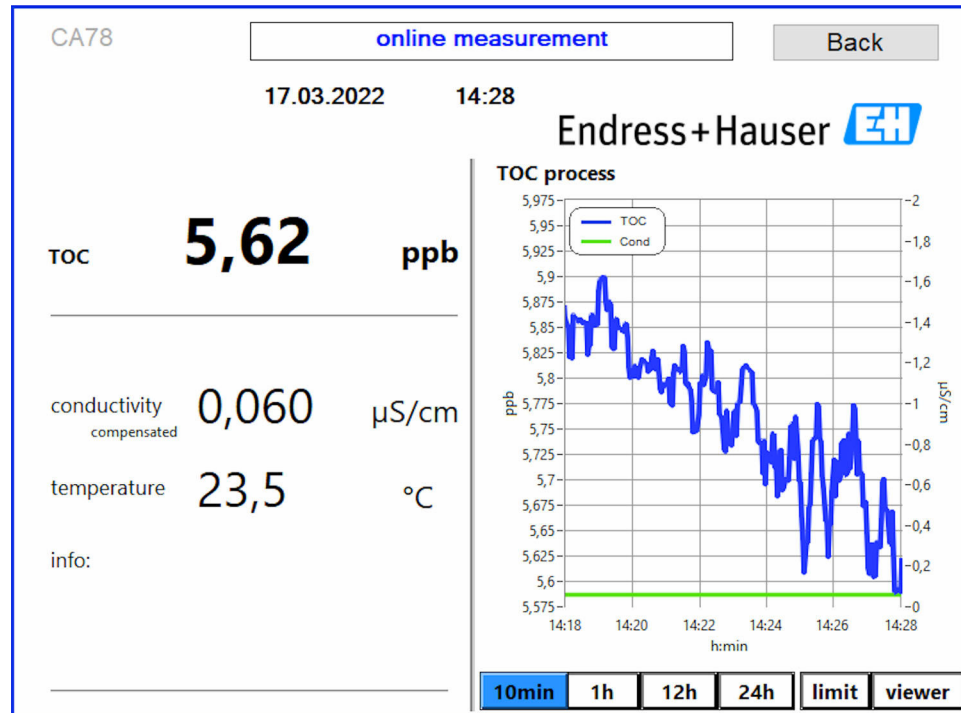 CA78
online measurement
Back
17.03.2022 14:28
Endress+Hauser EH
TOC 5,62 ppb
conductivity compensated 0,060 µS/cm
temperature 23,5 °C
info:
TOC process
TOC
Cond
5,975
5,95
5,925
5,9
5,875
5,85
5,825
5,8
5,775
5,75
5,725
5,7
5,675
5,65
5,625
5,6
5,575
ppb
-2
-1,8
-1,6
-1,4
-1,2
-1
-0,8
-0,6
-0,4
-0,2
-0
µS/cm
14:18 14:20 14:22 14:24 14:26 14:28
h:min
10min 1h 12h 24h limit viewer